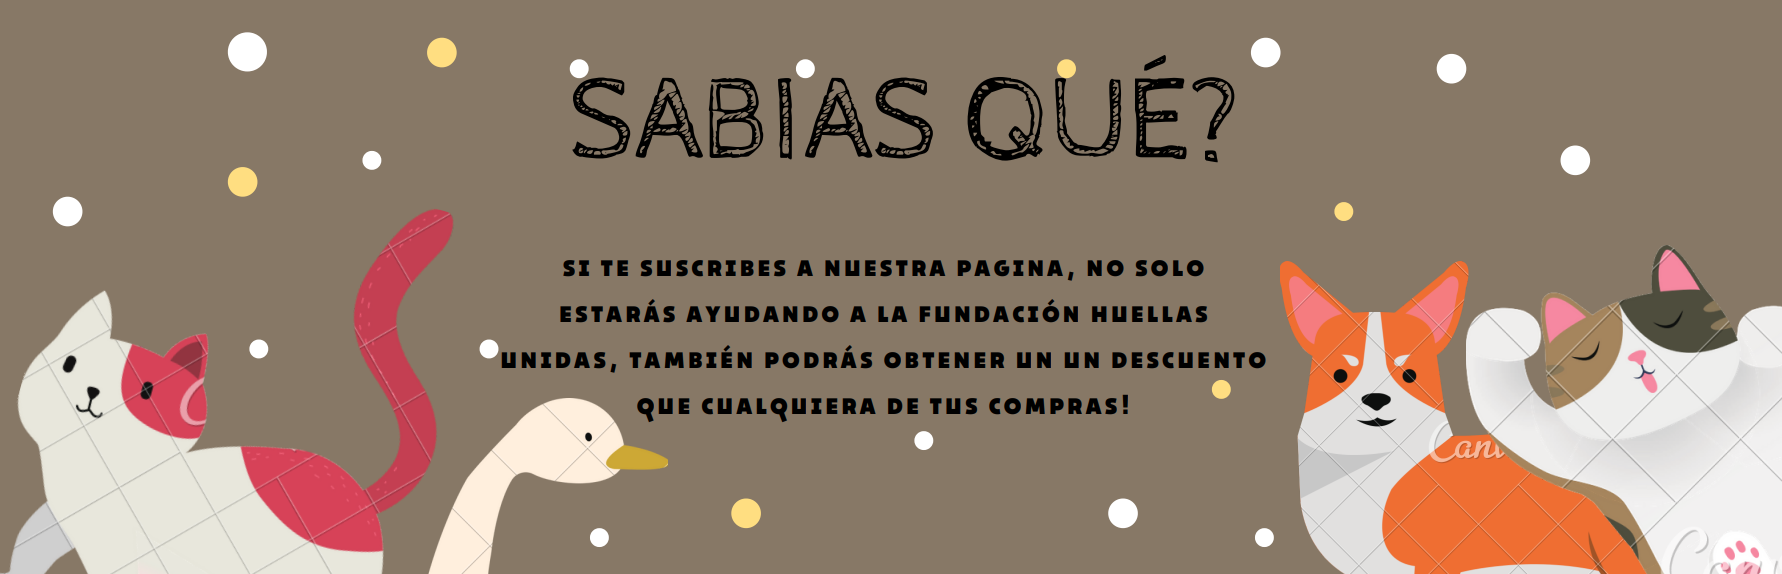 SABIAS QUÉ?
SI TE SUSCRIBES A NUESTRA PAGINA, NO SOLO
ESTARÁS AYUDANDO A LA FUNDACIÓN HUELLAS
UNIDAS, TAMBIÉN PODRÁS OBTENER UN UN DESCUENTO
QUE CUALQUIERA DE TUS COMPRAS!